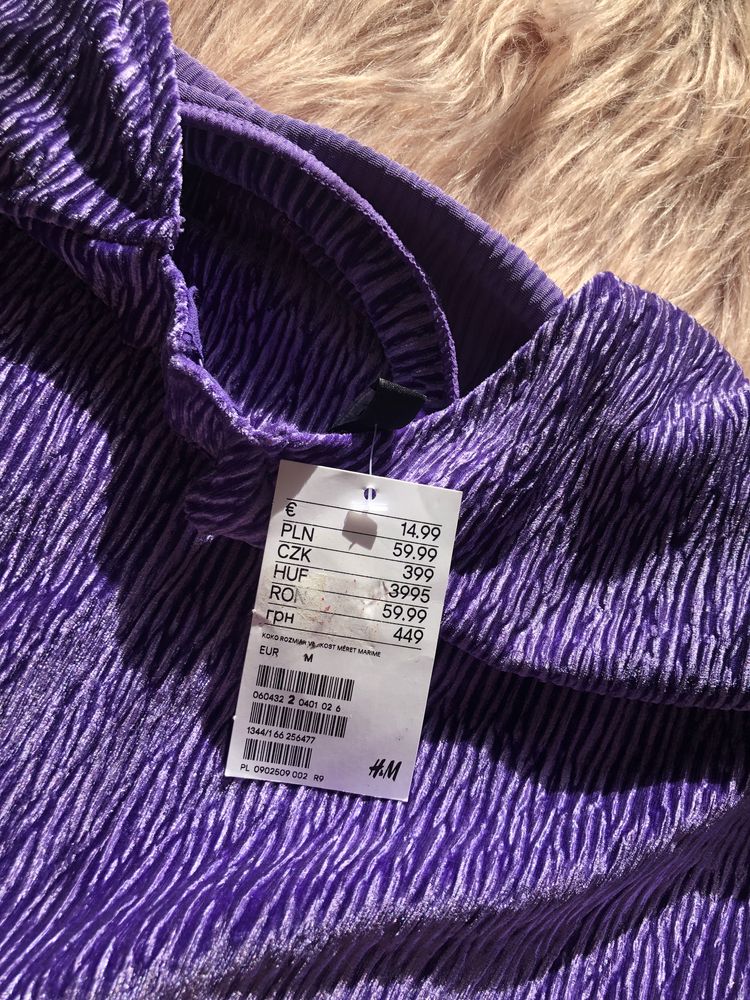 € 14.99
PLN 59.99
CZK 399
HUF 3995
RON 59.99
грн 449
KOKO ROZMIAR VELIKOST MÉRET MARIME
EUR M
060432 2 0401 02 6
1344/1 66 256477
PL 0902509 002 R9
H&M